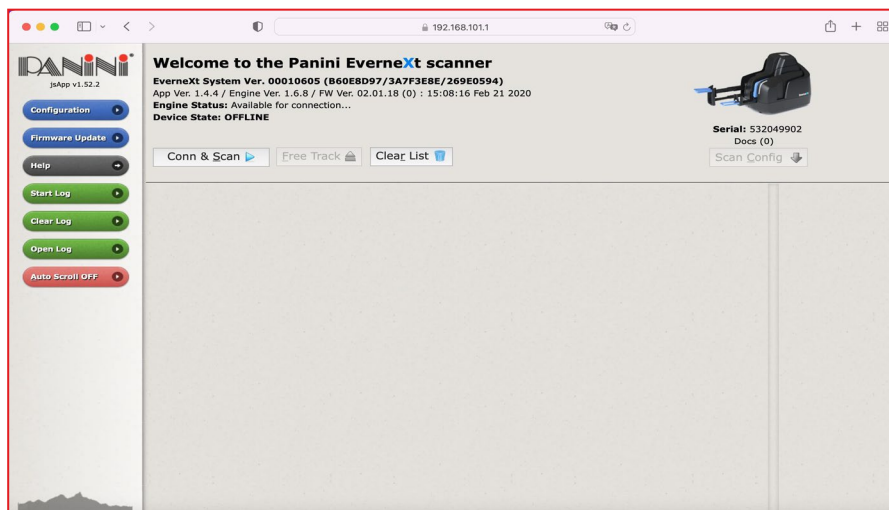 192.168.101.1
PANINI
jsApp v1.52.2
Configuration
Firmware Update
Help
Start Log
Clear Log
Open Log
Auto Scroll OFF
Welcome to the Panini EverneXt scanner
EverneXt System Ver. 00010605 (B60E8D97/3A7F3E8E/269E0594)
App Ver. 1.4.4 / Engine Ver. 1.6.8 / FW Ver. 02.01.18 (0) : 15:08:16 Feb 21 2020
Engine Status: Available for connection...
Device State: OFFLINE
Conn & Scan
Free Track
Clear List
Serial: 532049902
Docs (0)
Scan Config